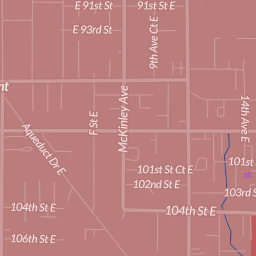 E 91st St
91st St E
E 93rd St
9th Ave Ct E
nt
McKinley Ave
F St E
14th Ave E
Aqueduct Dr E
101st St Ct E
101st
102nd St E
103rd S
104th St E
104th St E
106th St E